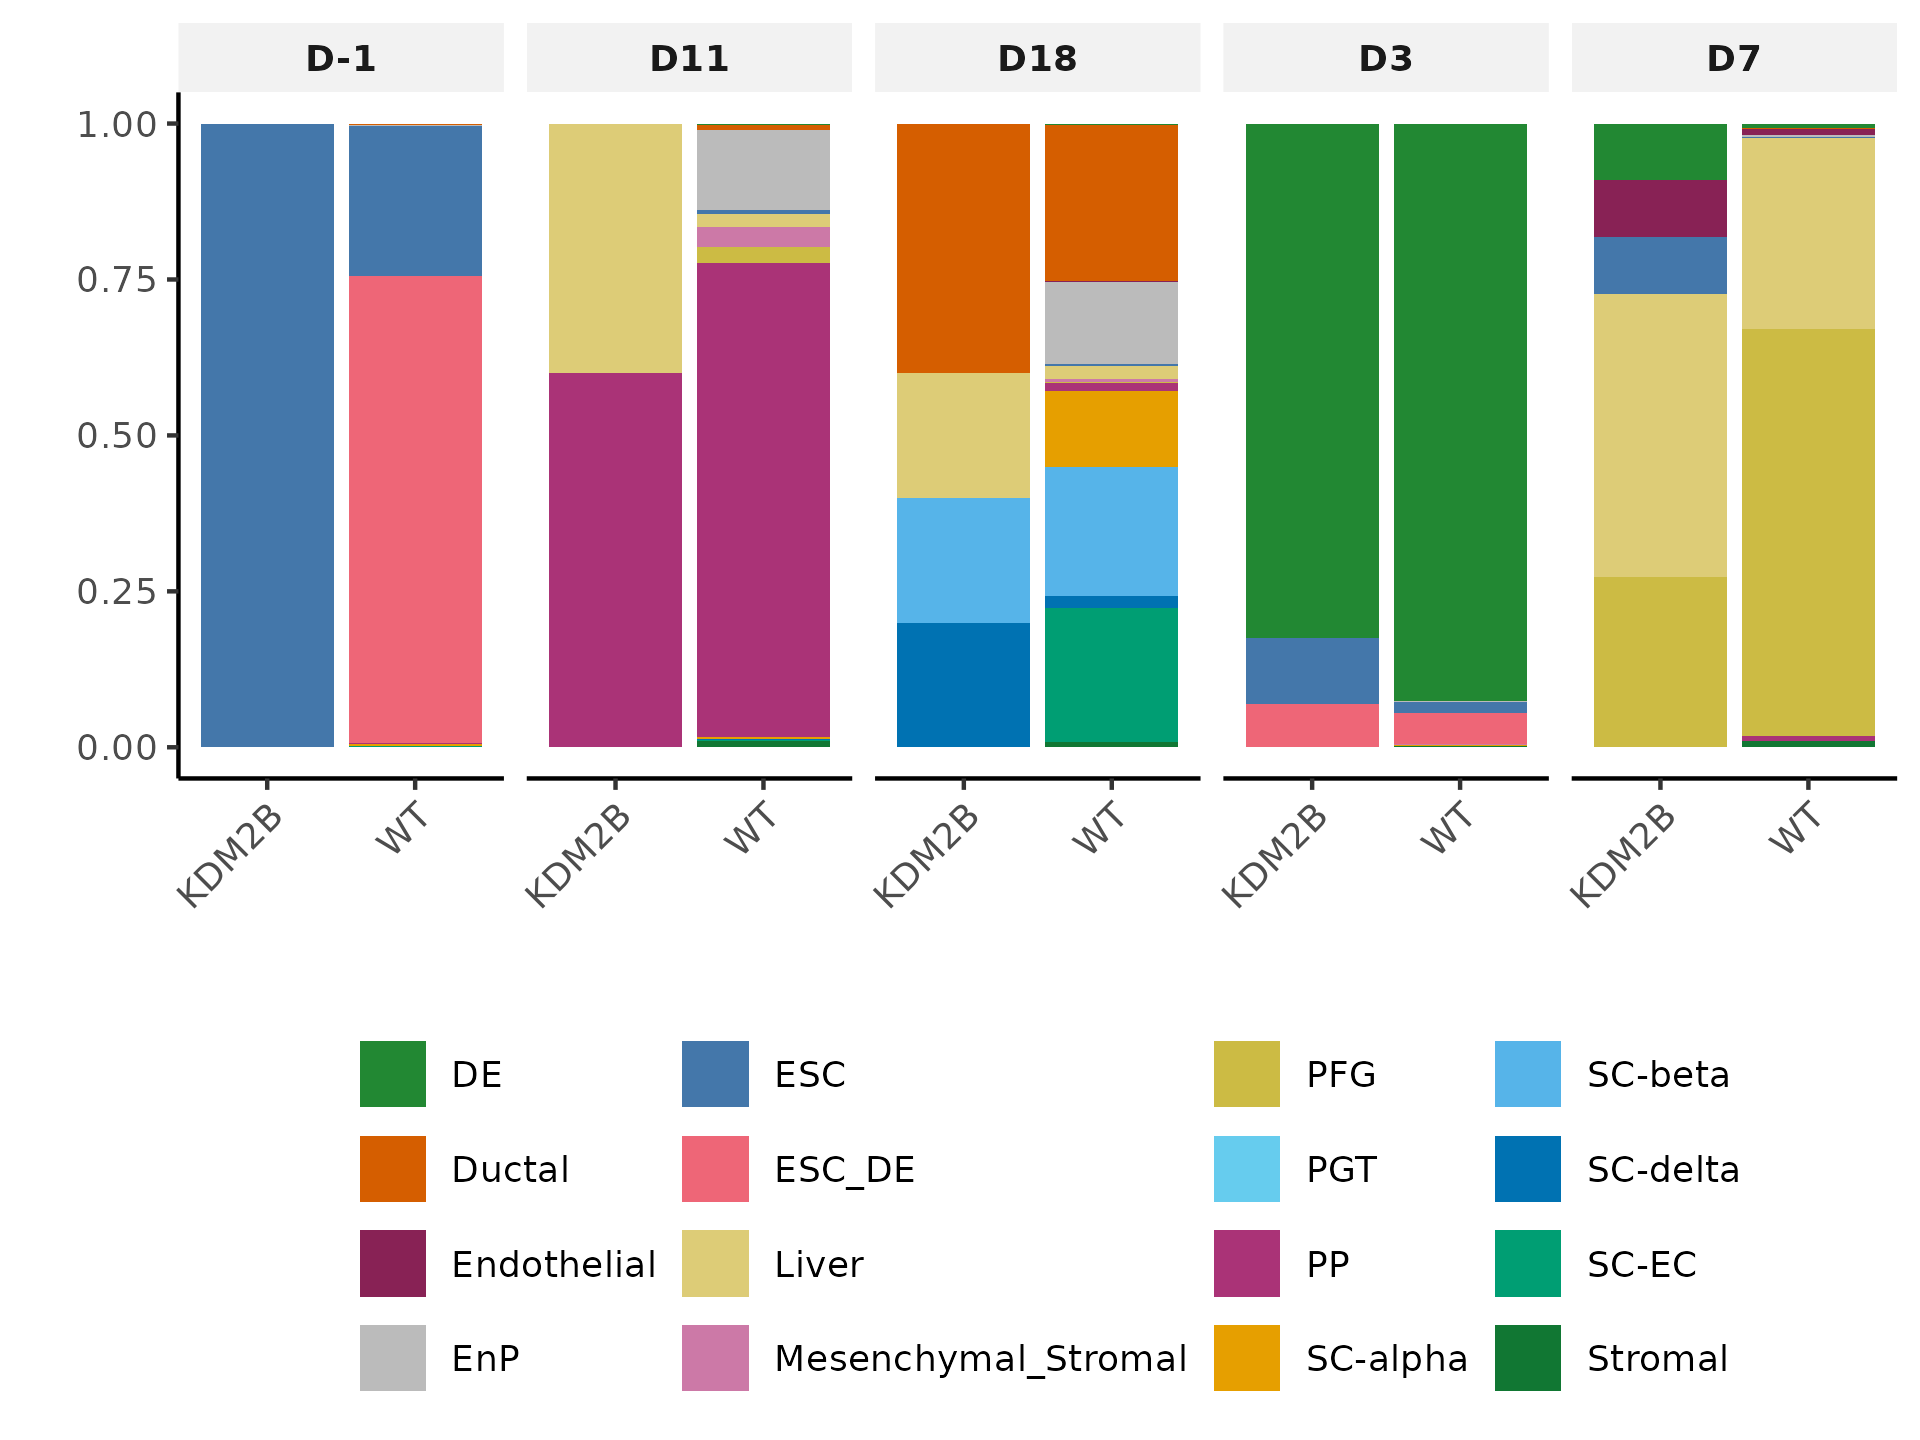 D-1 D11 D18 D3 D7
1.00
0.75
0.50
0.25
0.00
KDM2B WT KDM2B WT KDM2B WT KDM2B WT KDM2B WT
DE ESC PFG SC-beta
Ductal ESC_DE PGT SC-delta
Endothelial Liver PP SC-EC
EnP Mesenchymal_Stromal SC-alpha Stromal